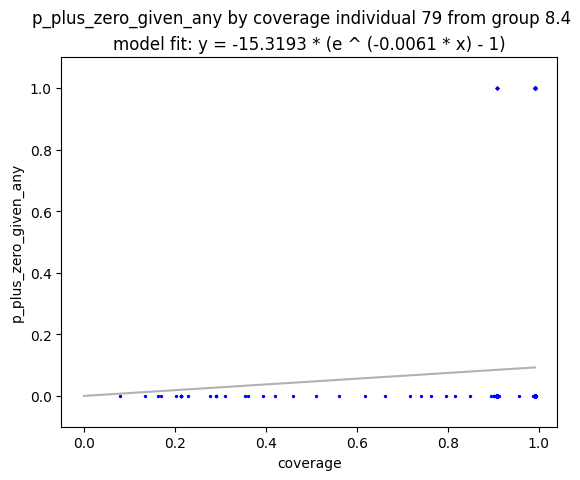 p_plus_zero_given_any by coverage individual 79 from group 8.4
model fit: y = -15.3193 * (e ^ (-0.0061 * x) - 1)
1.0
0.8
0.6
0.4
0.2
0.0
p_plus_zero_given_any
0.0 0.2 0.4 0.6 0.8 1.0
coverage